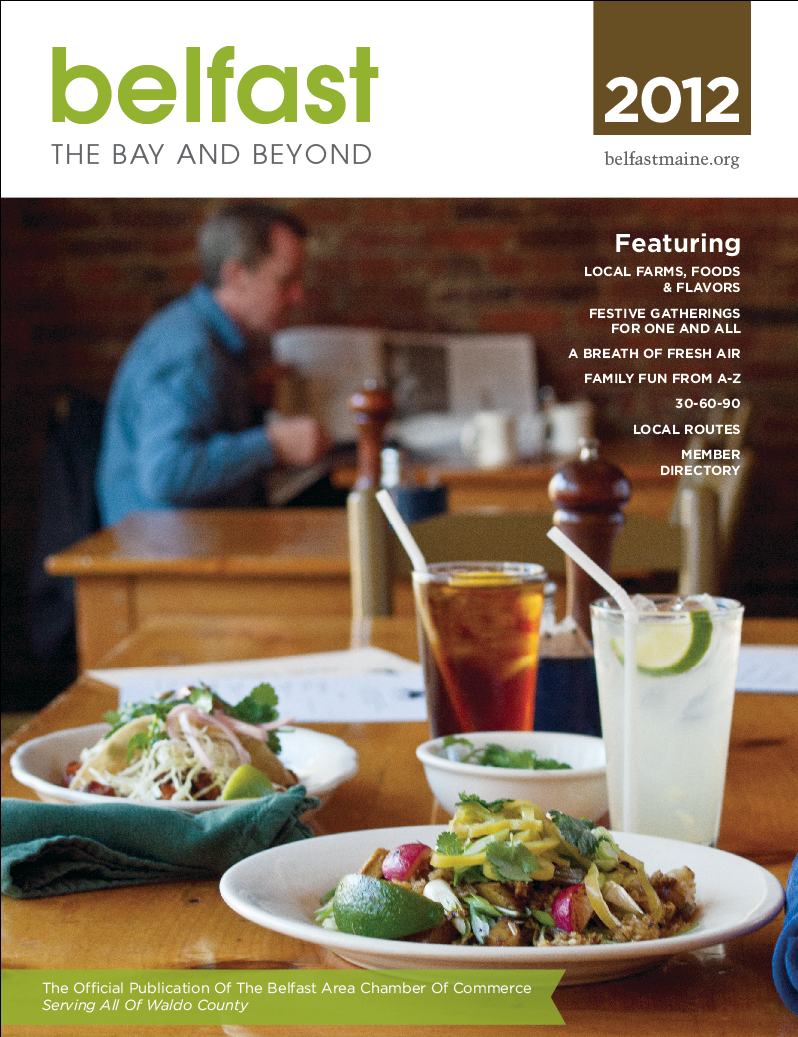 belfast
THE BAY AND BEYOND
2012
belfastmaine.org
Featuring
LOCAL FARMS, FOODS
& FLAVORS
FESTIVE GATHERINGS
FOR ONE AND ALL
A BREATH OF FRESH AIR
FAMILY FUN FROM A-Z
30-60-90
LOCAL ROUTES
MEMBER
DIRECTORY
The Official Publication Of The Belfast Area Chamber Of Commerce
Serving All Of Waldo County